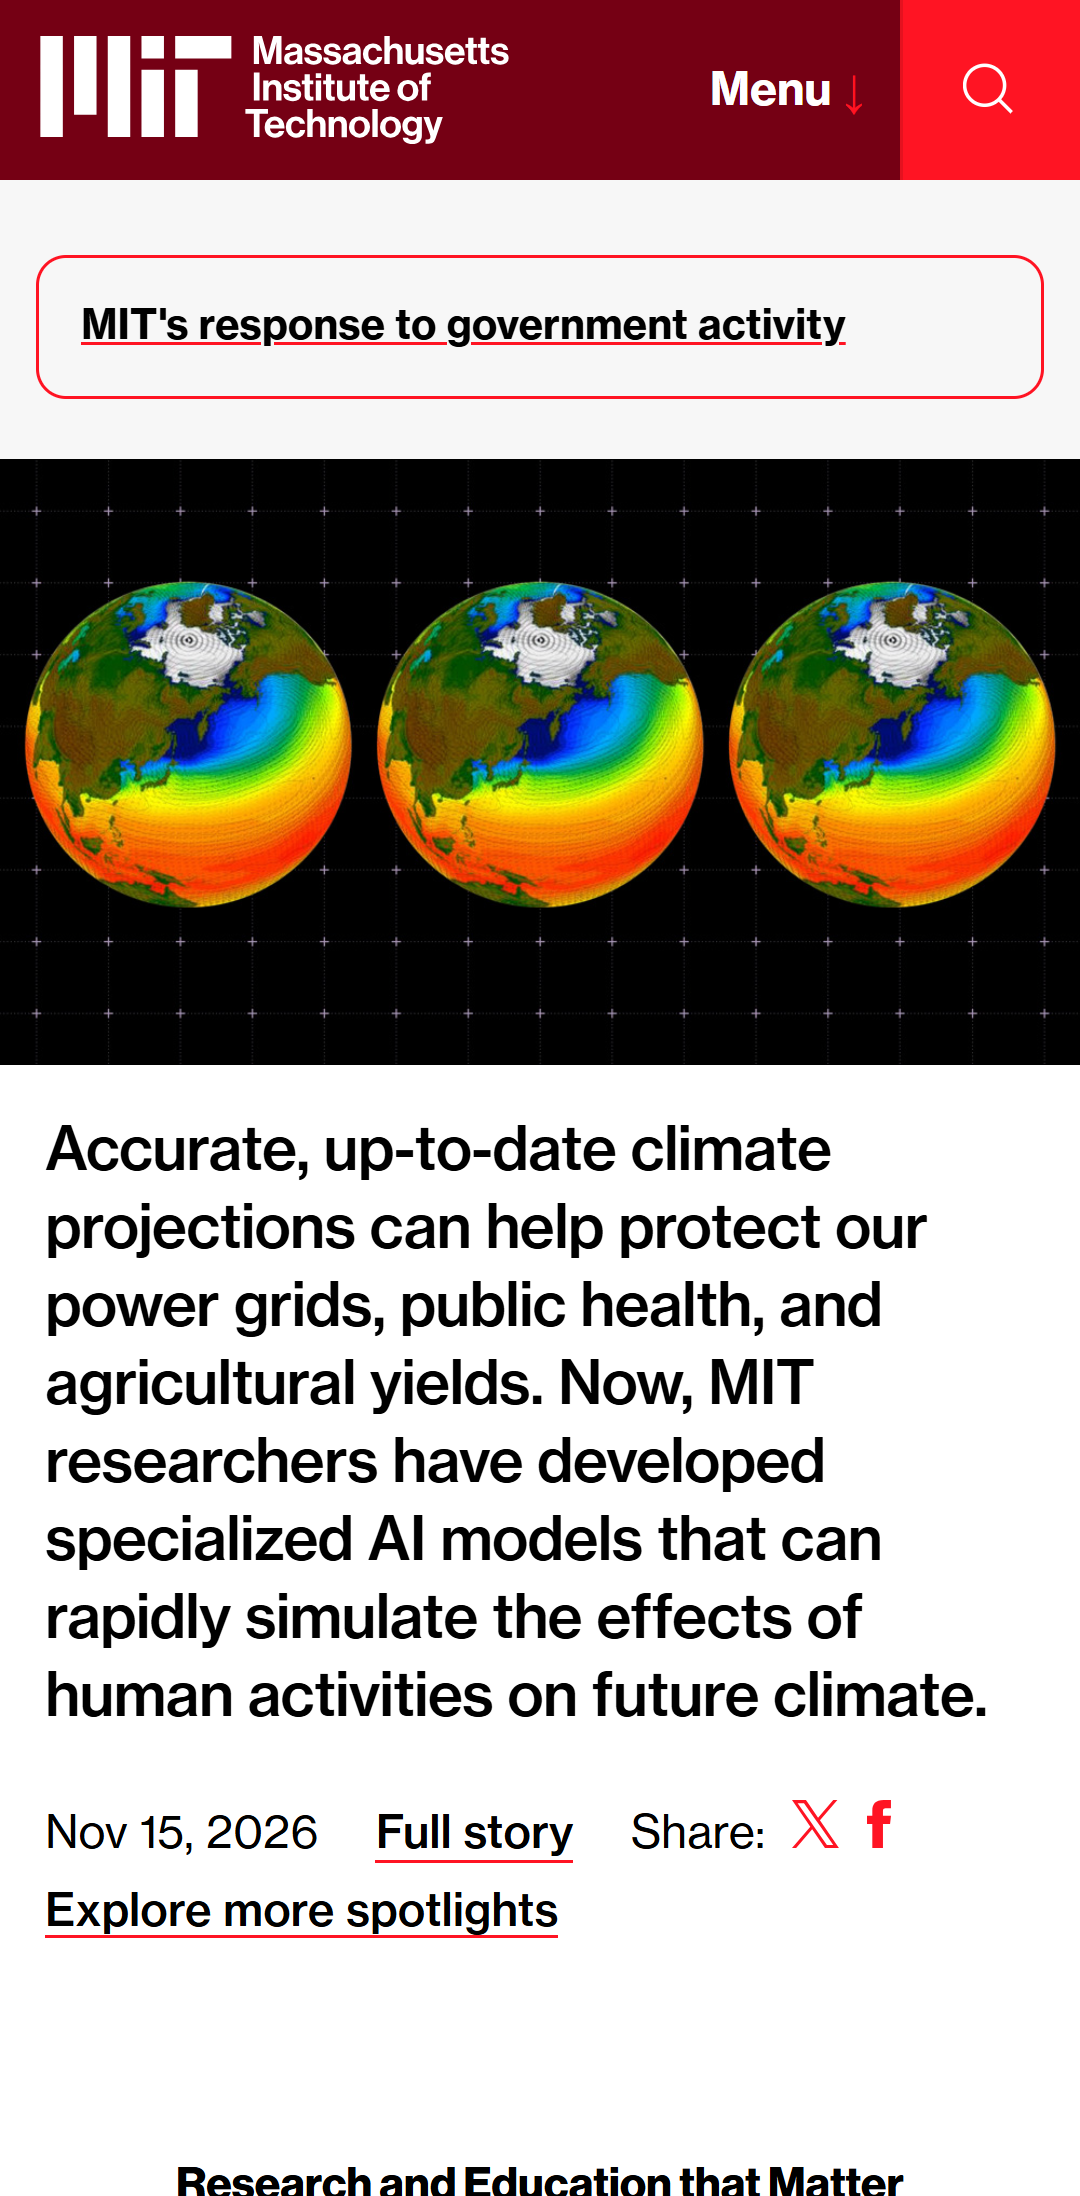 Massachusetts
Institute of
Technology
Menu ↓
MIT's response to government activity
Accurate, up-to-date climate
projections can help protect our
power grids, public health, and
agricultural yields. Now, MIT
researchers have developed
specialized AI models that can
rapidly simulate the effects of
human activities on future climate.
Nov 15, 2026 Full story Share:
Explore more spotlights
Research and Education that Matter